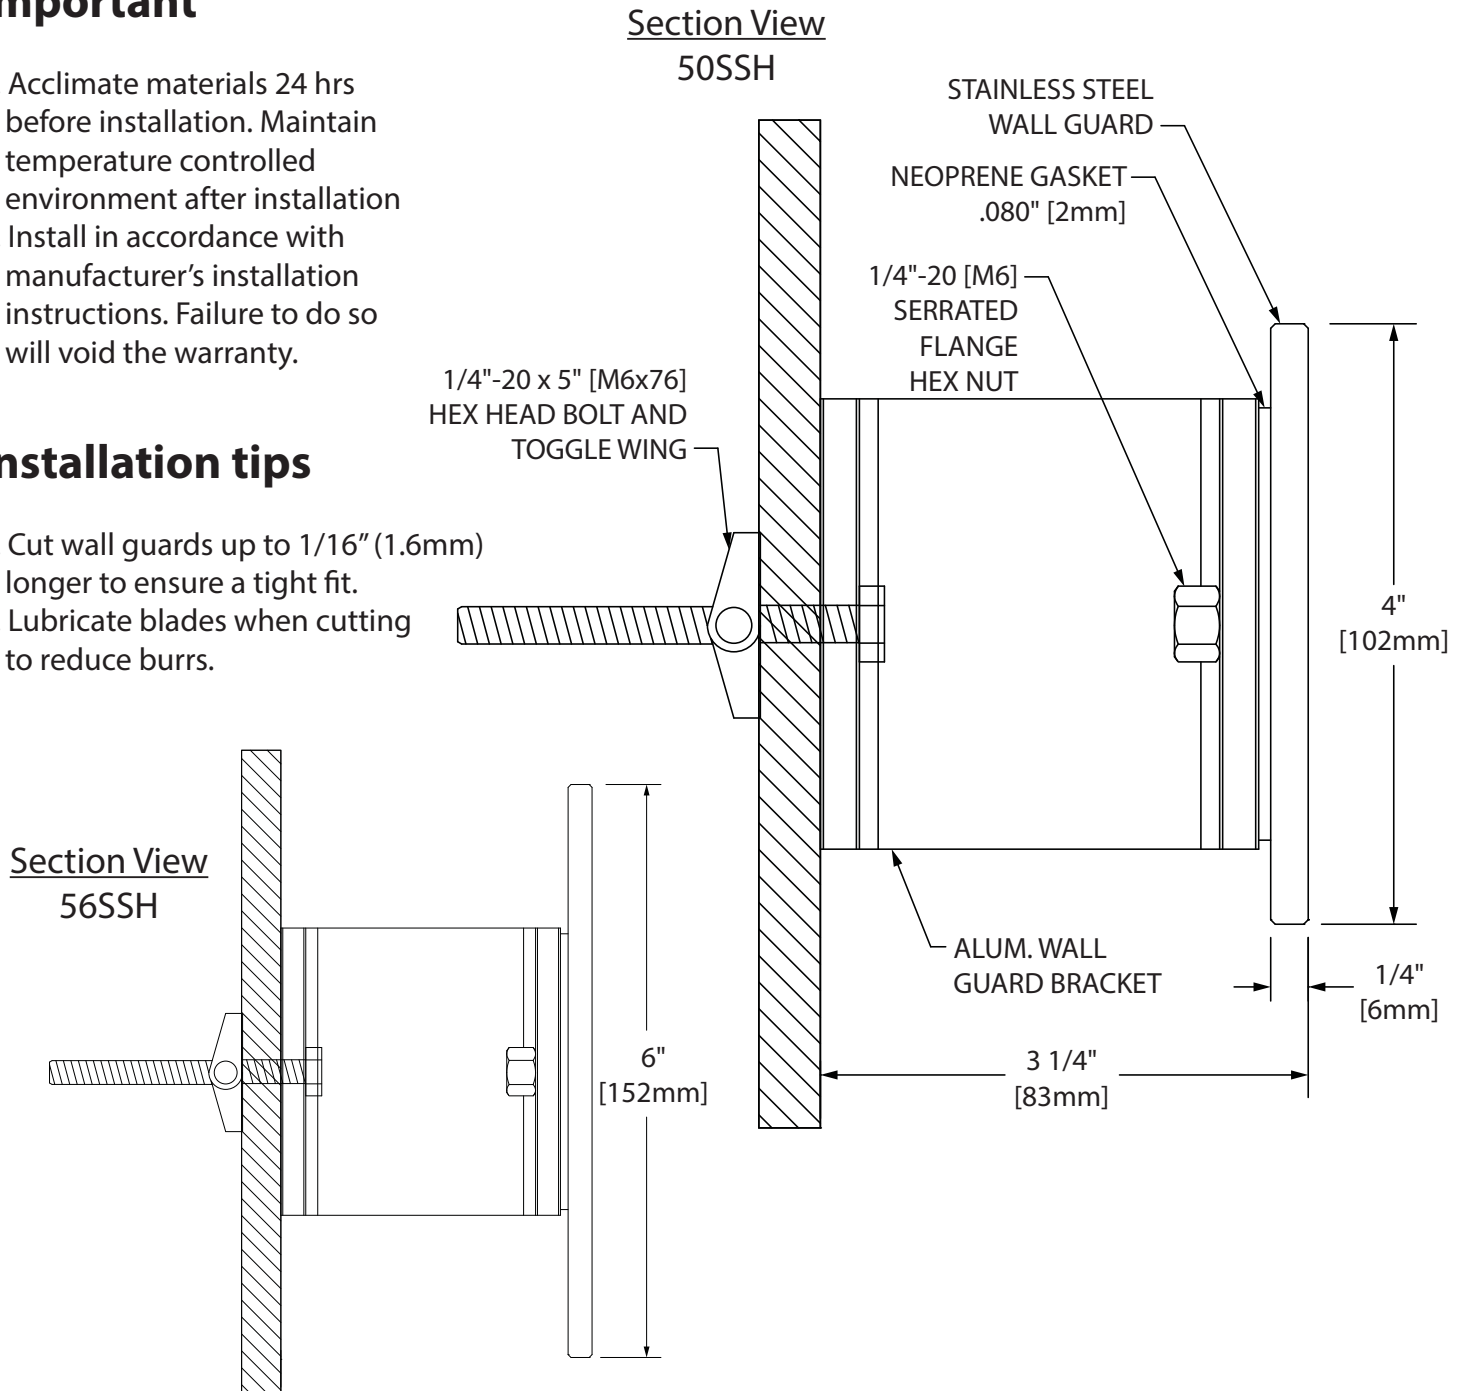 mportant
Acclimate materials 24 hrs
before installation. Maintain
temperature controlled
environment after installation
Install in accordance with
manufacturer's installation
instructions. Failure to do so
will void the warranty.
nstallation tips
Cut wall guards up to 1/16" (1.6mm)
longer to ensure a tight fit.
Lubricate blades when cutting
to reduce burrs.
Section View
50SSH
STAINLESS STEEL
WALL GUARD
NEOPRENE GASKET
.080" [2mm]
1/4"-20 [M6]
SERRATED
FLANGE
HEX NUT
1/4"-20 x 5" [M6x76]
HEX HEAD BOLT AND
TOGGLE WING
4"
[102mm]
ALUM. WALL
GUARD BRACKET
1/4"
[6mm]
3 1/4"
[83mm]
Section View
56SSH
6"
[152mm]